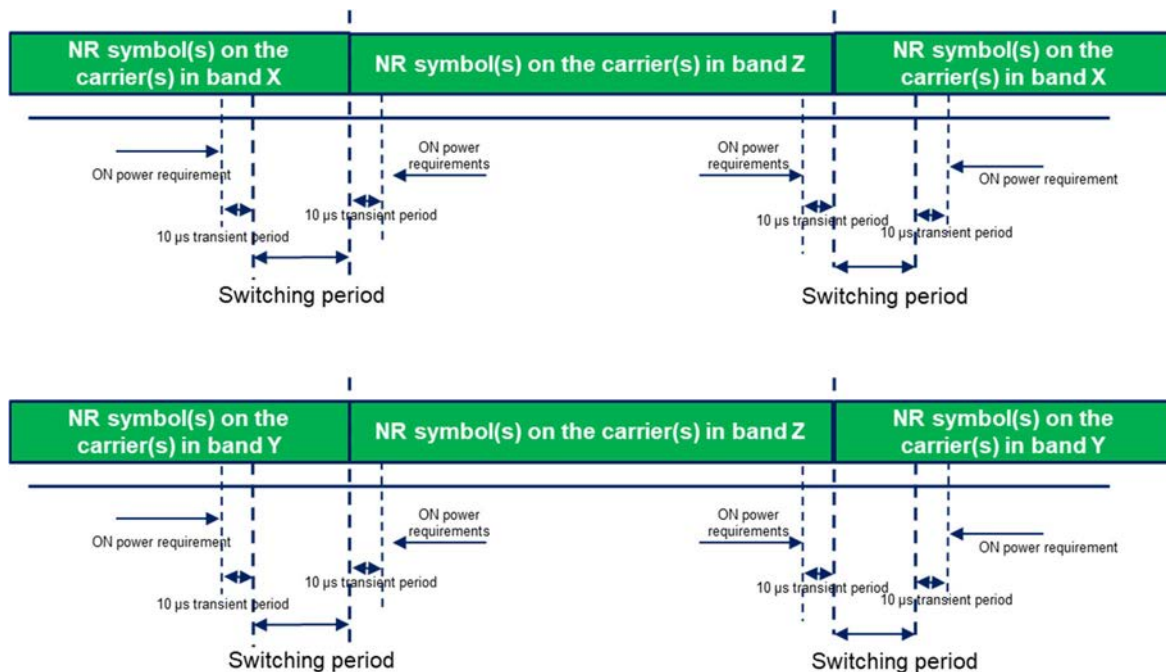 NR symbol(s) on the
carrier(s) in band X
NR symbol(s) on the carrier(s) in band Z
NR symbol(s) on the
carrier(s) in band X
ON power requirement
ON power
requirements
ON power
requirements
ON power requirement
10 µs transient period
10 µs transient period
10 µs transient period
10 µs transient period
Switching period
Switching period
NR symbol(s) on the
carrier(s) in band Y
NR symbol(s) on the carrier(s) in band Z
NR symbol(s) on the
carrier(s) in band Y
ON power requirement
ON power
requirements
ON power
requirements
ON power requirement
10 µs transient period
10 µs transient period
10 µs transient period
10 µs transient period
Switching period
Switching period